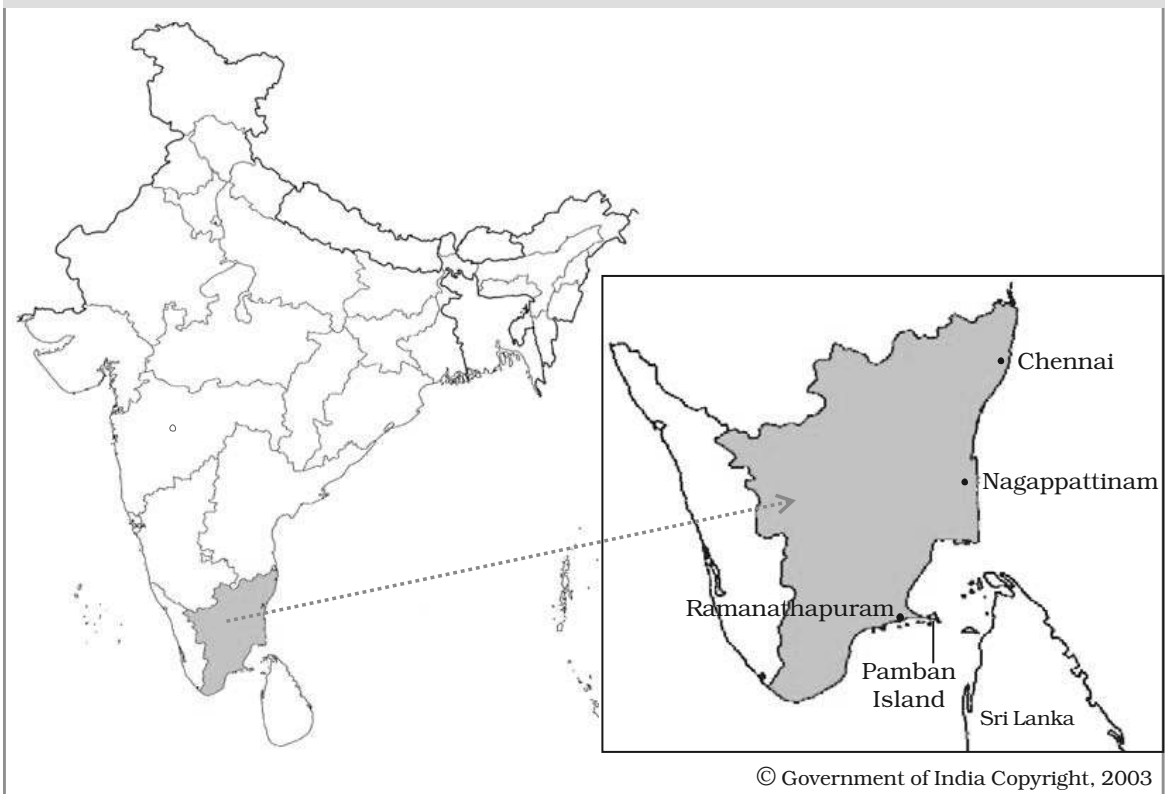 Chennai
Nagappattinam
Ramanathapuram
Pamban
Island
Sri Lanka
© Government of India Copyright, 2003